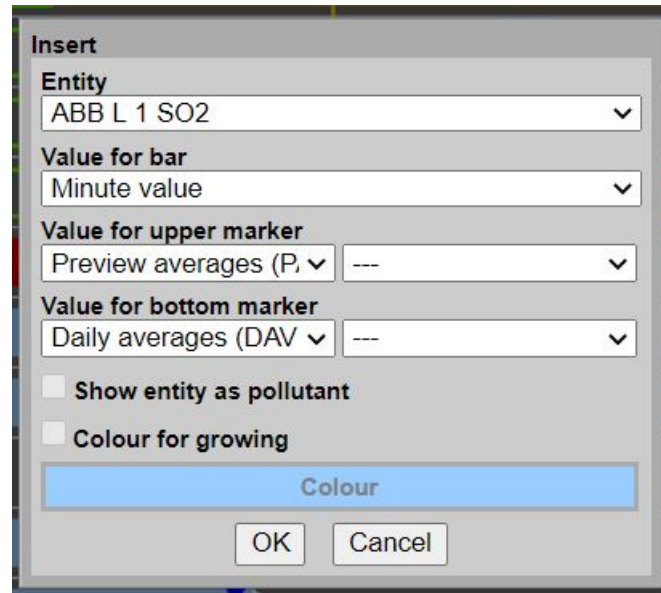 Insert
Entity
ABB L 1 SO2
Value for bar
Minute value
Value for upper marker
Preview averages (PA ---
Value for bottom marker
Daily averages (DAV ---
Show entity as pollutant
Colour for growing
Colour
OK Cancel